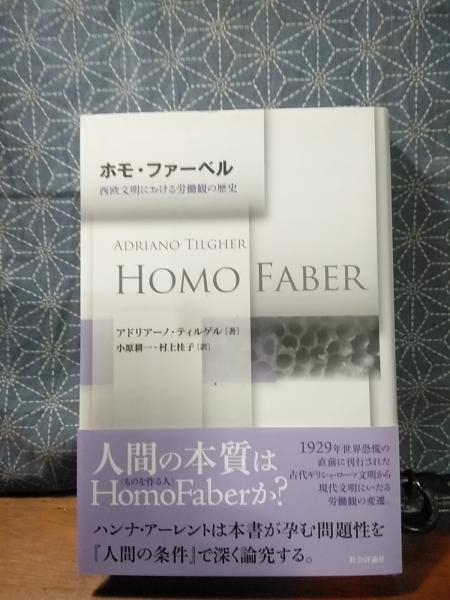 ホモ・ファーベル
西欧文明における労働観の歴史
ADRIANO TILGHER
HOMO FABER
アドリアーノ・ティルゲル［著］
小原耕一・村上桂子［訳］
人間の本質は
〈ものを作る人〉
HomoFaberか?
1929年世界恐慌の
直前に刊行された
古代ギリシャ・ローマ文明から
現代文明にいたる
労働観の変遷。
ハンナ・アーレントは本書が孕む問題性を
『人間の条件』で深く論究する。
社会評論社